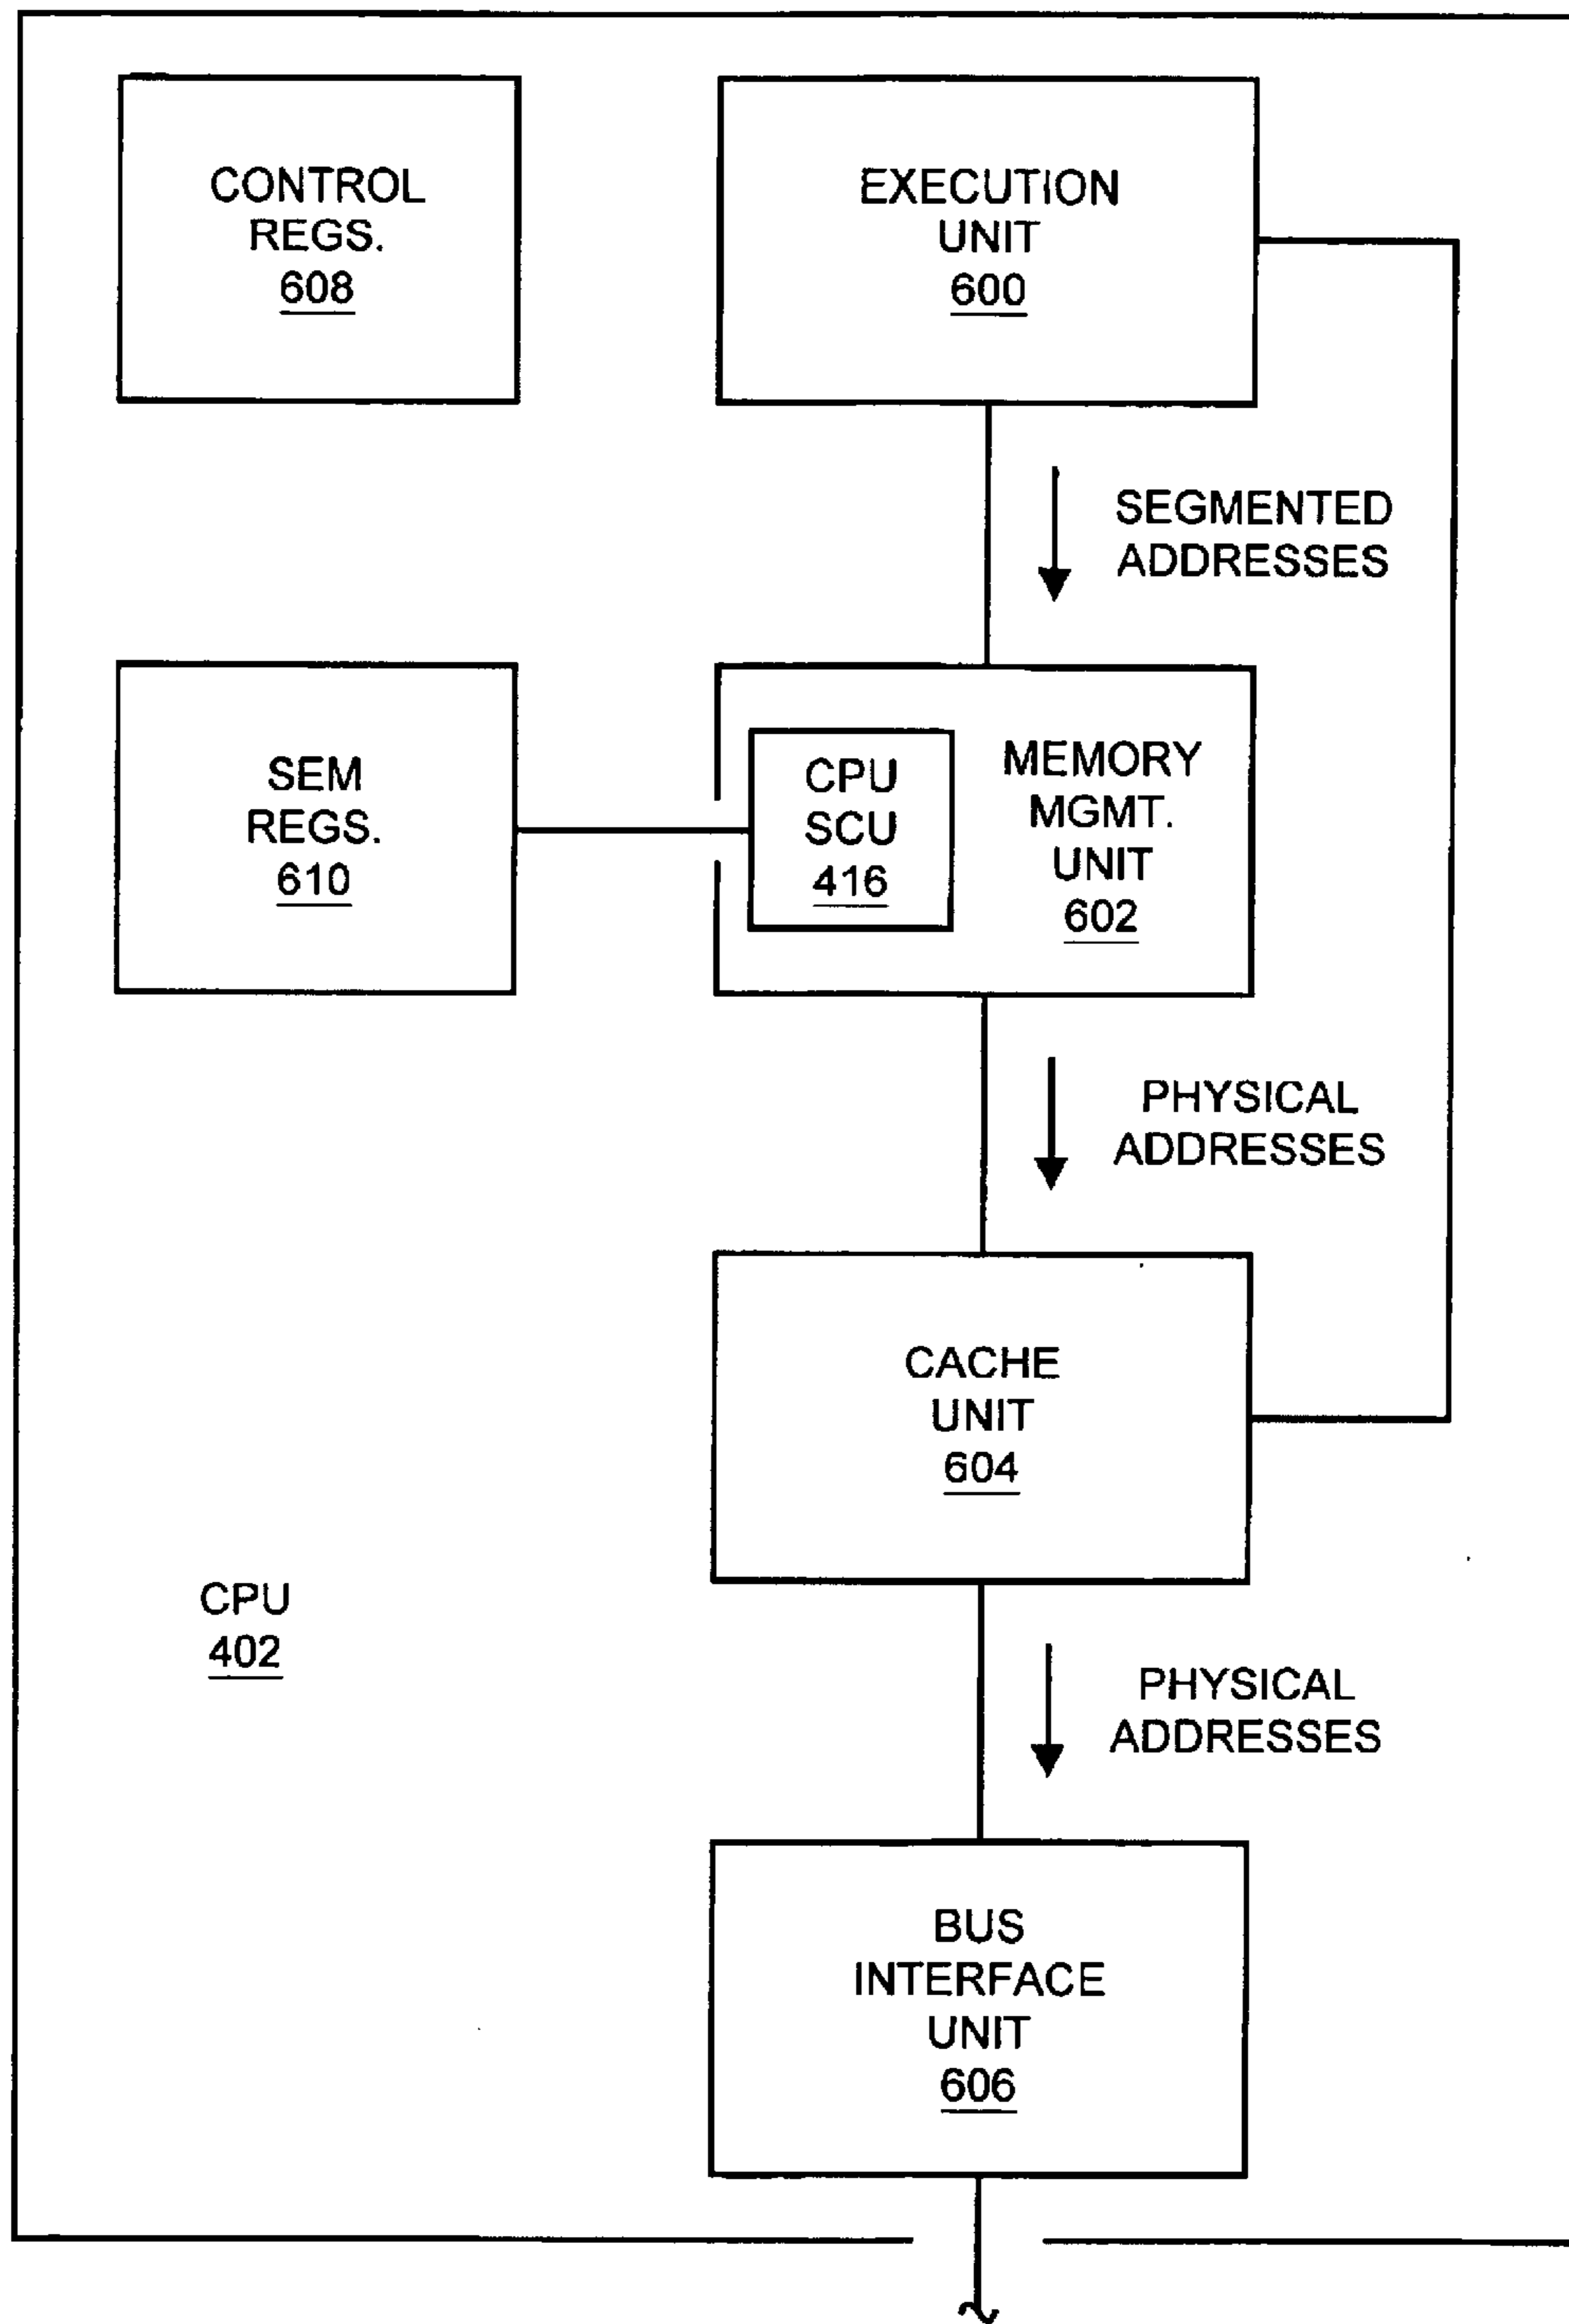 CONTROL
REGS.
608
EXECUTION
UNIT
600
SEGMENTED
ADDRESSES
SEM
REGS.
610
CPU
SCU
416
MEMORY
MGMT.
UNIT
602
PHYSICAL
ADDRESSES
CACHE
UNIT
604
CPU
402
PHYSICAL
ADDRESSES
BUS
INTERFACE
UNIT
606